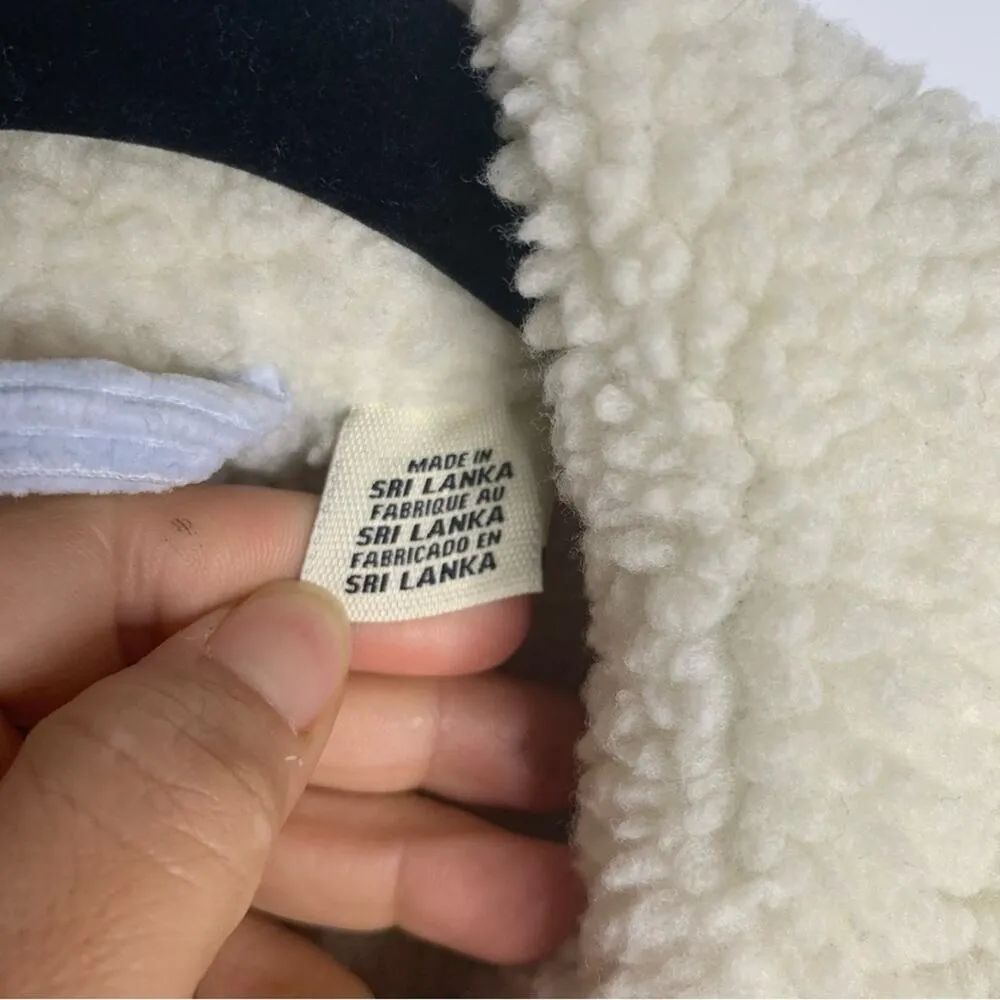 MADE IN
SRI LANKA
FABRIQUE AU
SRI LANKA
FABRICADO EN
SRI LANKA